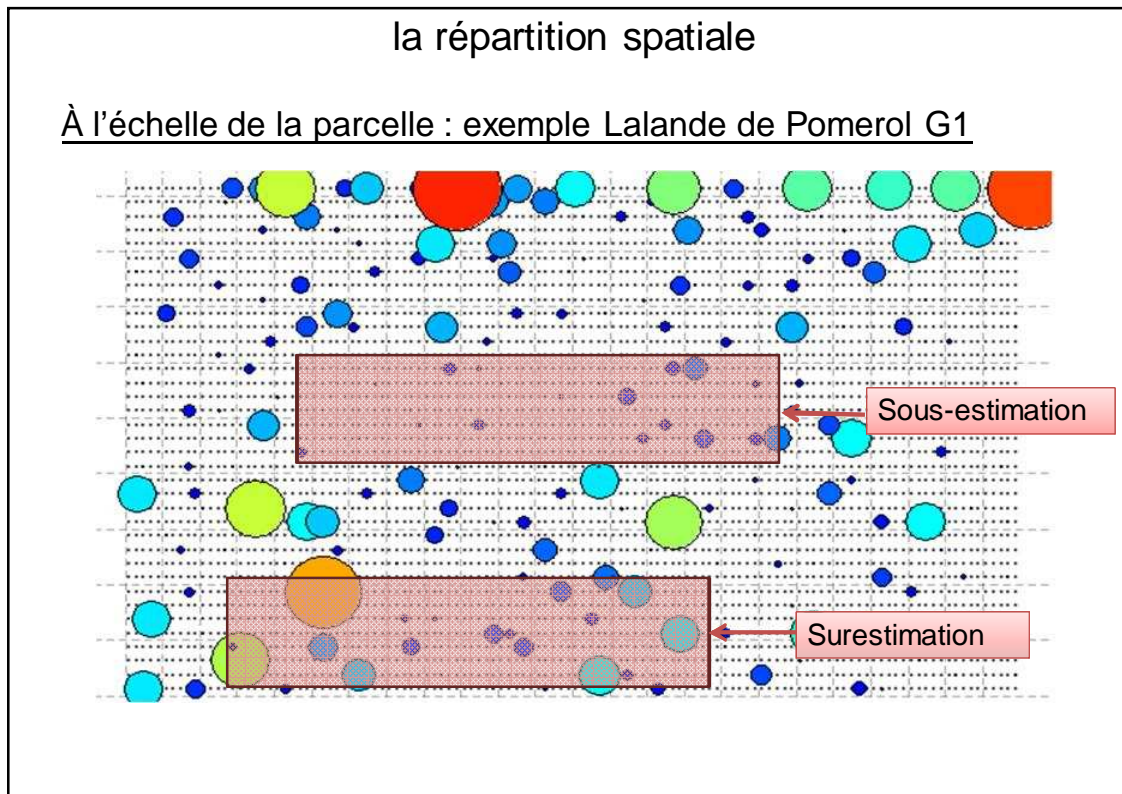 la répartition spatiale
À l'échelle de la parcelle : exemple Lalande de Pomerol G1
Sous-estimation
Surestimation